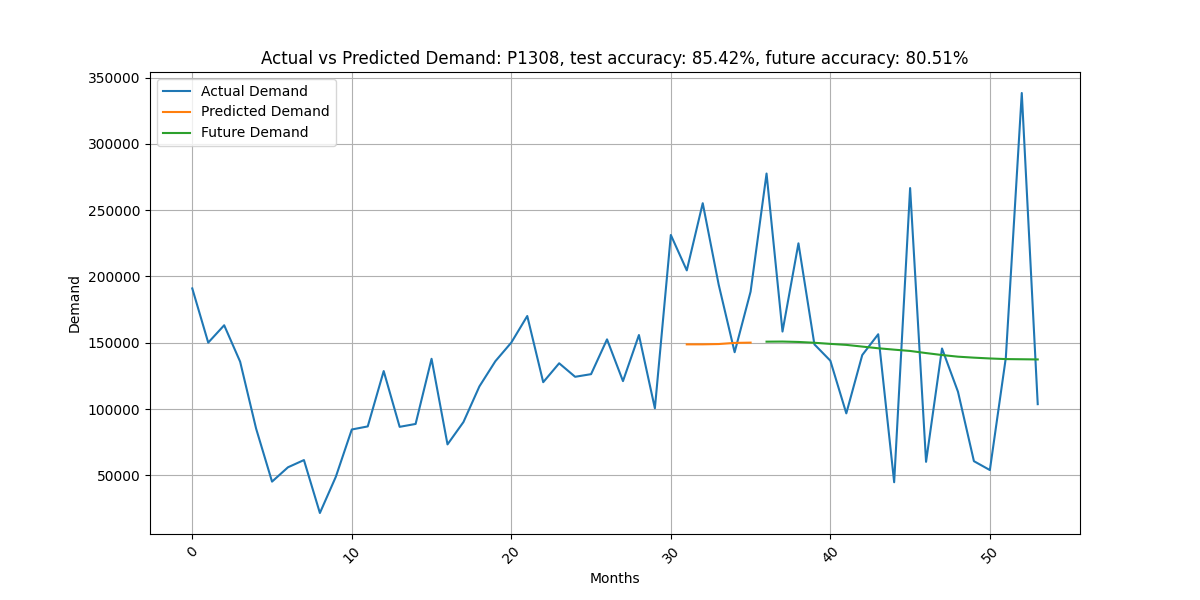 Actual vs Predicted Demand: P1308, test accuracy: 85.42%, future accuracy: 80.51%
350000
300000
250000
200000
150000
100000
50000
Demand
Actual Demand
Predicted Demand
Future Demand
0
10
20
30
40
50
Months